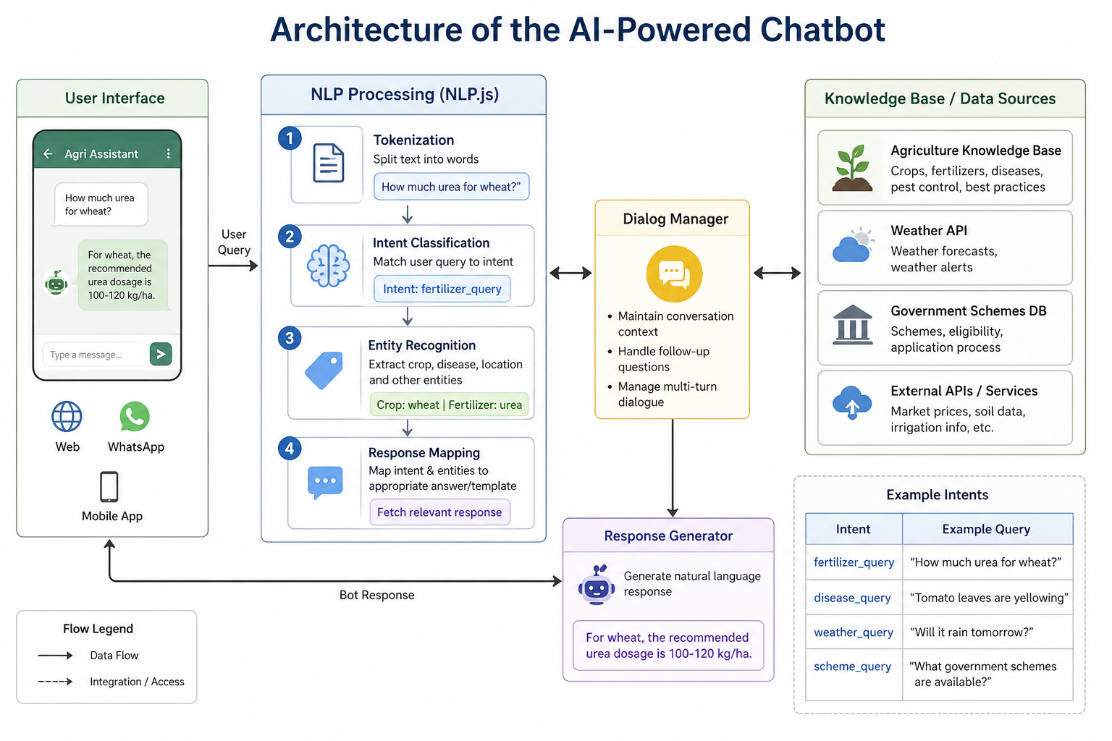 Architecture of the AI-Powered Chatbot
User Interface
Agri Assistant
How much urea
for wheat?
For wheat, the
recommended
urea dosage is
100-120 kg/ha.
Type a message...
Web
WhatsApp
Mobile App
User
Query
NLP Processing (NLP.js)
1
Tokenization
Split text into words
How much urea for wheat?"
2
Intent Classification
Match user query to intent
Intent: fertilizer_query
3
Entity Recognition
Extract crop, disease, location
and other entities
Crop: wheat | Fertilizer: urea
4
Response Mapping
Map intent & entities to
appropriate answer/template
Fetch relevant response
Dialog Manager
• Maintain conversation
context
• Handle follow-up
questions
• Manage multi-turn
dialogue
Knowledge Base / Data Sources
Agriculture Knowledge Base
Crops, fertilizers, diseases,
pest control, best practices
Weather API
Weather forecasts,
weather alerts
Government Schemes DB
Schemes, eligibility,
application process
External APIs / Services
Market prices, soil data,
irrigation info, etc.
Response Generator
Generate natural language
response
For wheat, the recommended
urea dosage is 100-120 kg/ha.
Bot Response
Flow Legend
Data Flow
Integration / Access
Example Intents
Intent
Example Query
fertilizer_query
"How much urea for wheat?"
disease_query
"Tomato leaves are yellowing"
weather_query
"Will it rain tomorrow?"
scheme_query
"What government schemes
are available?"